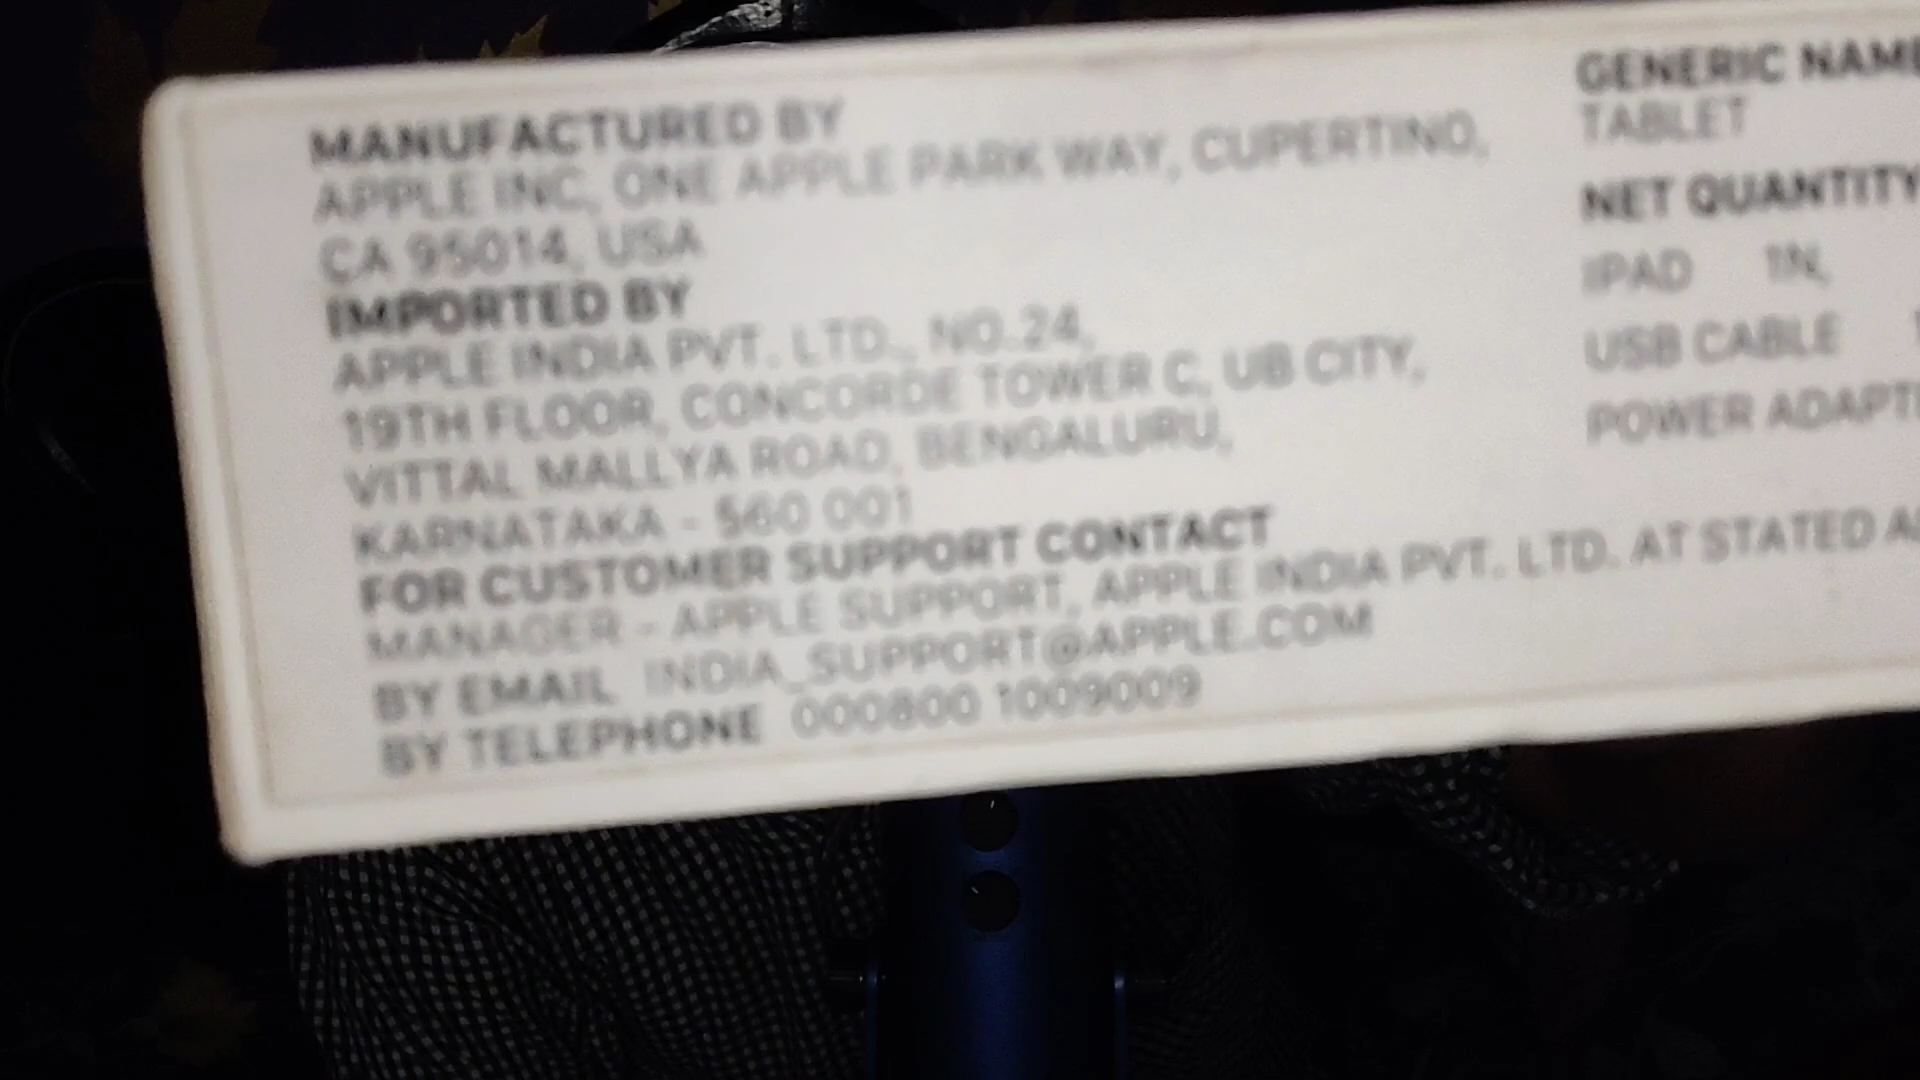 MANUFACTURED BY
APPLE INC, ONE APPLE PARK WAY, CUPERTINO,
CA 95014, USA
IMPORTED BY
APPLE INDIA PVT. LTD., NO.24,
19TH FLOOR, CONCORDE TOWER C, UB CITY,
VITTAL MALLYA ROAD, BENGALURU,
KARNATAKA - 560 001
FOR CUSTOMER SUPPORT CONTACT
MANAGER - APPLE SUPPORT, APPLE INDIA PVT. LTD. AT STATED
BY EMAIL INDIA_SUPPORT@APPLE.COM
BY TELEPHONE 000800 1009009
GENERIC NAME
TABLET
NET QUANTITY
IPAD 1N,
USB CABLE
POWER